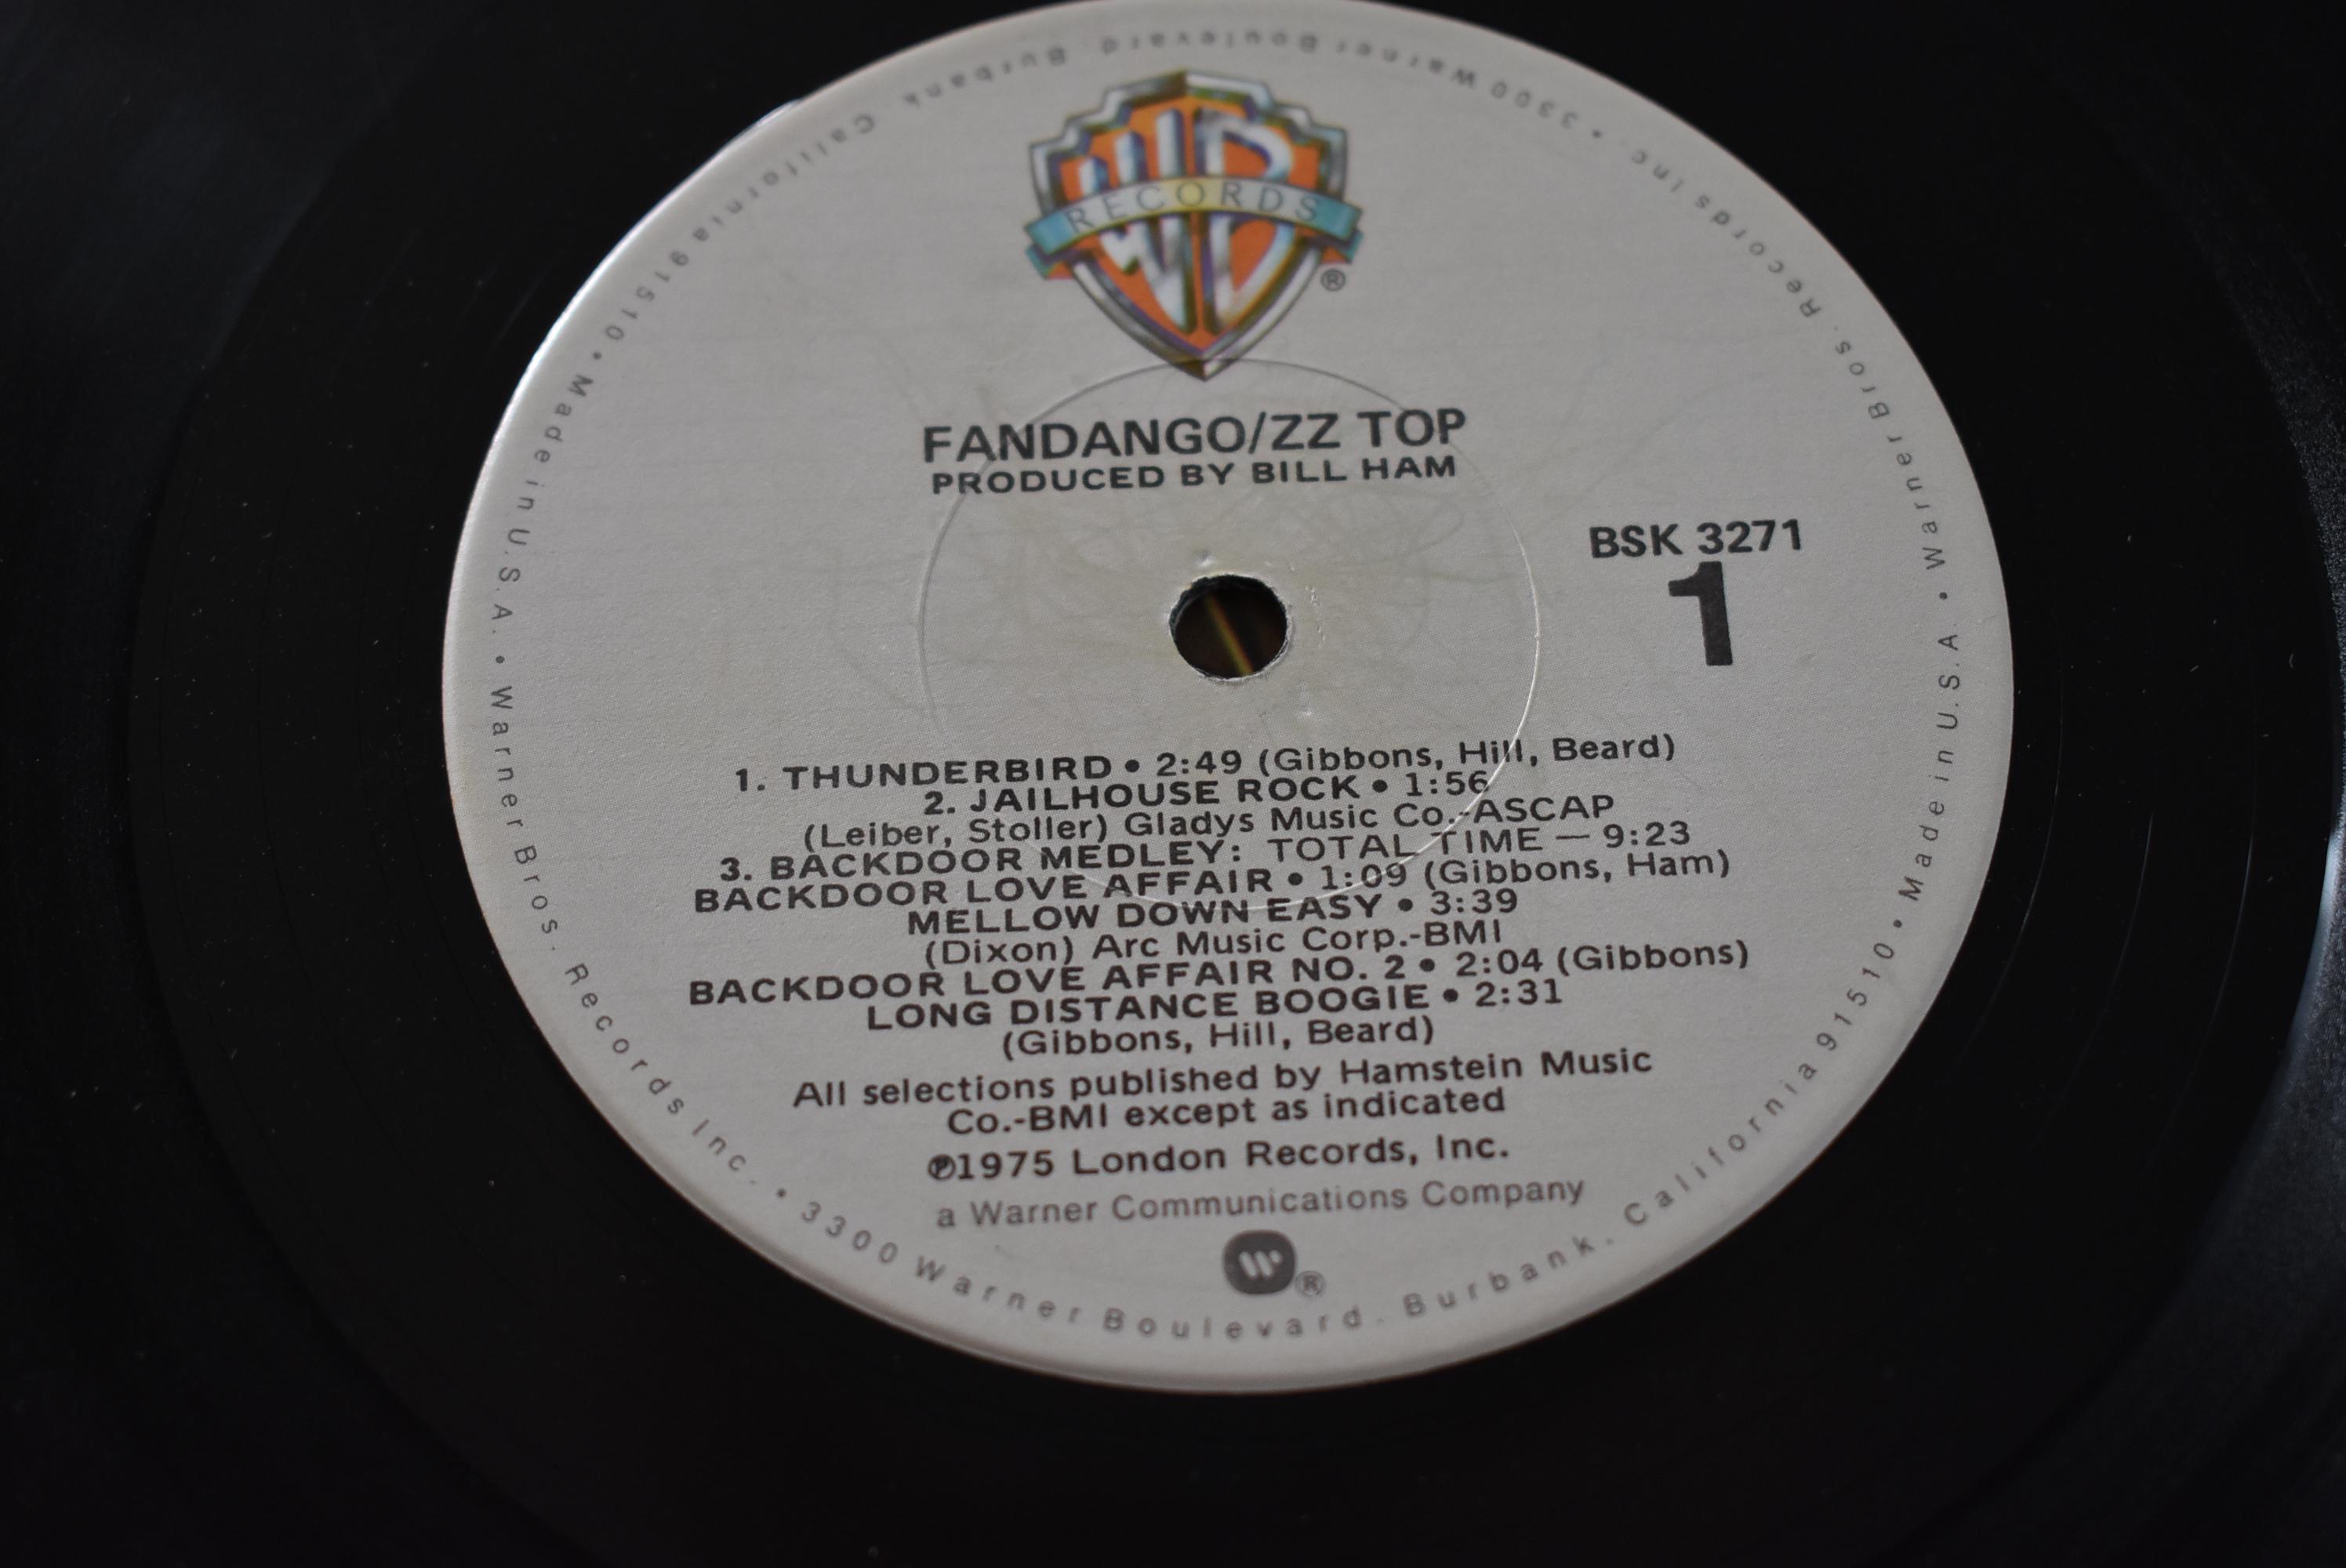 WB
RECORDS
®
FANDANGO/ZZ TOP
PRODUCED BY BILL HAM
BSK 3271
1
1. THUNDERBIRD • 2:49 (Gibbons, Hill, Beard)
2. JAILHOUSE ROCK • 1:56
(Leiber, Stoller) Gladys Music Co.-ASCAP
3. BACKDOOR MEDLEY: TOTAL TIME — 9:23
BACKDOOR LOVE AFFAIR • 1:09 (Gibbons, Ham)
MELLOW DOWN EASY • 3:39
(Dixon) Arc Music Corp.-BMI
BACKDOOR LOVE AFFAIR NO. 2 • 2:04 (Gibbons)
LONG DISTANCE BOOGIE • 2:31
(Gibbons, Hill, Beard)
All selections published by Hamstein Music
Co.-BMI except as indicated
℗1975 London Records, Inc.
a Warner Communications Company
W®
• Warner Bros. Records Inc. • 3300 Warner Boulevard. Burbank. California 91510 • Made in U.S.A. • Warner Bros. Records Inc. • 3300 Warner Boulevard. Burbank. California 91510 • Made in U.S.A